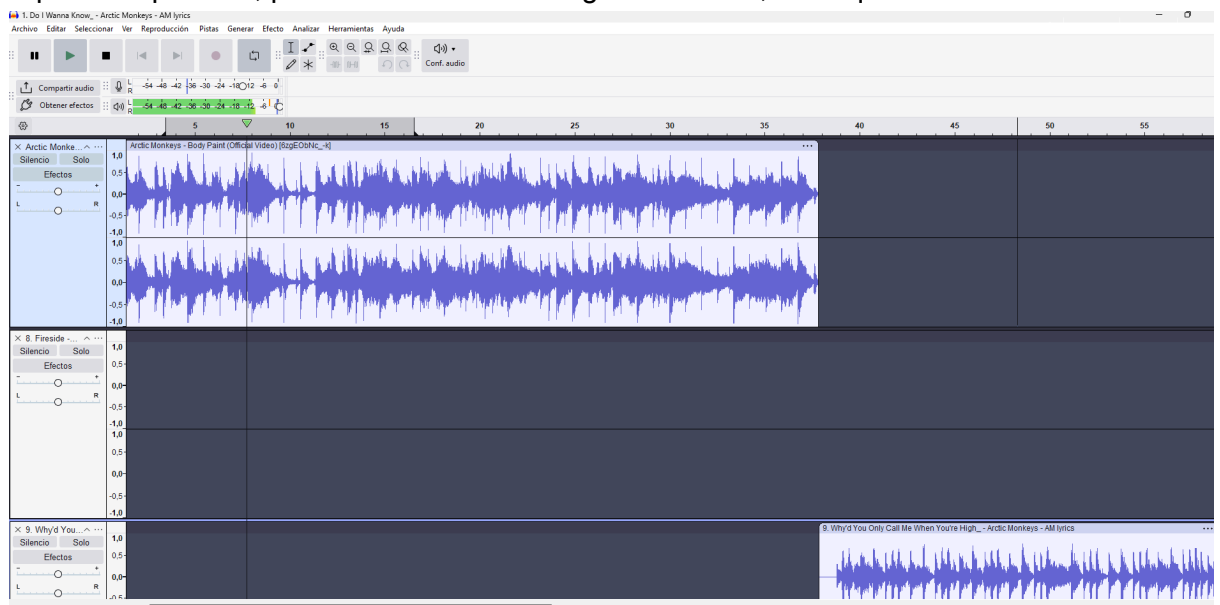 1. Do I Wanna Know_ - Arctic Monkeys - AM lyrics
Archivo Editar Seleccionar Ver Reproducción Pistas Generar Efecto Analizar Herramientas Ayuda
Conf. audio
Compartir audio L R -54 -48 -42 -36 -30 -24 -18 -12 -6 0
Obtener efectos L R -54 -48 -42 -36 -30 -24 -18 -12 -6
5 10 15 20 25 30 35 40 45 50 55
Arctic Monke... Arctic Monkeys - Body Paint (Official Video) [6zgEObNc_-k]
Silencio Solo 1,0
Efectos 0,5
- + 0,0
L R -0,5
-1,0
1,0
0,5
0,0
-0,5
-1,0
8. Fireside -...
Silencio Solo 1,0
Efectos 0,5
- + 0,0
L R -0,5
-1,0
1,0
0,5
0,0
-0,5
-1,0
9. Why'd You... 9. Why'd You Only Call Me When You're High_ - Arctic Monkeys - AM lyrics
Silencio Solo 1,0
Efectos 0,5
- + 0,0
L R -0,5